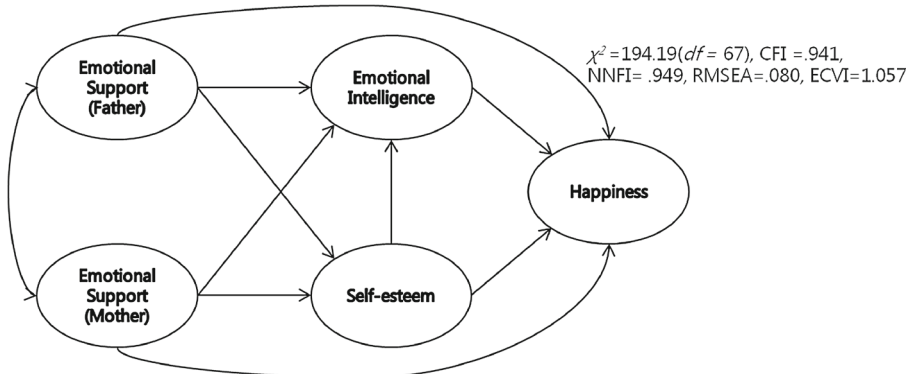 Emotional
Support
(Father)
Emotional
Intelligence
χ² =194.19(df = 67), CFI =.941,
NNFI= .949, RMSEA=.080, ECVI=1.057
Happiness
Emotional
Support
(Mother)
Self-esteem